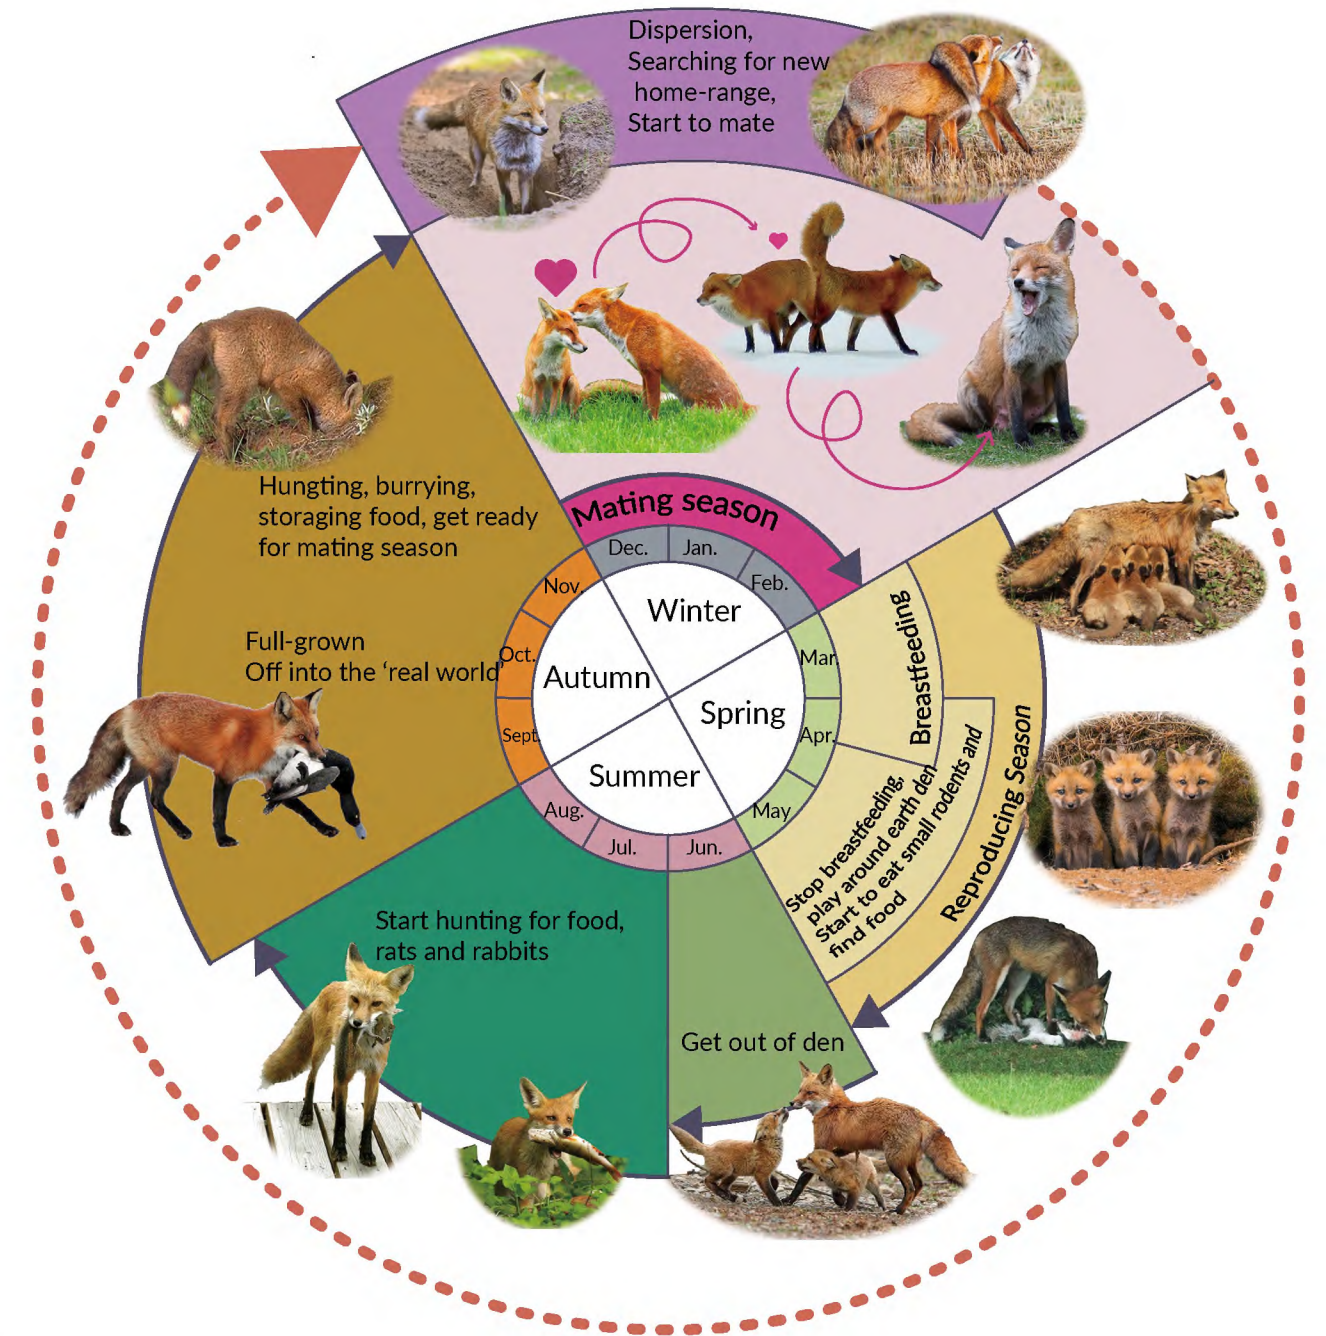 Dispersion,
Searching for new
home-range,
Start to mate
Mating season
Dec.
Jan.
Feb.
Winter
Hungting, burrying,
storaging food, get ready
for mating season
Full-grown
Off into the ‘real world’
Nov.
Oct.
Sept.
Autumn
Mar.
Apr.
May
Spring
Breastfeeding
Stop breastfeeding,
play around earth den
Start to eat small rodents and
find food
Reproducing Season
Summer
Aug.
Jul.
Jun.
Start hunting for food,
rats and rabbits
Get out of den